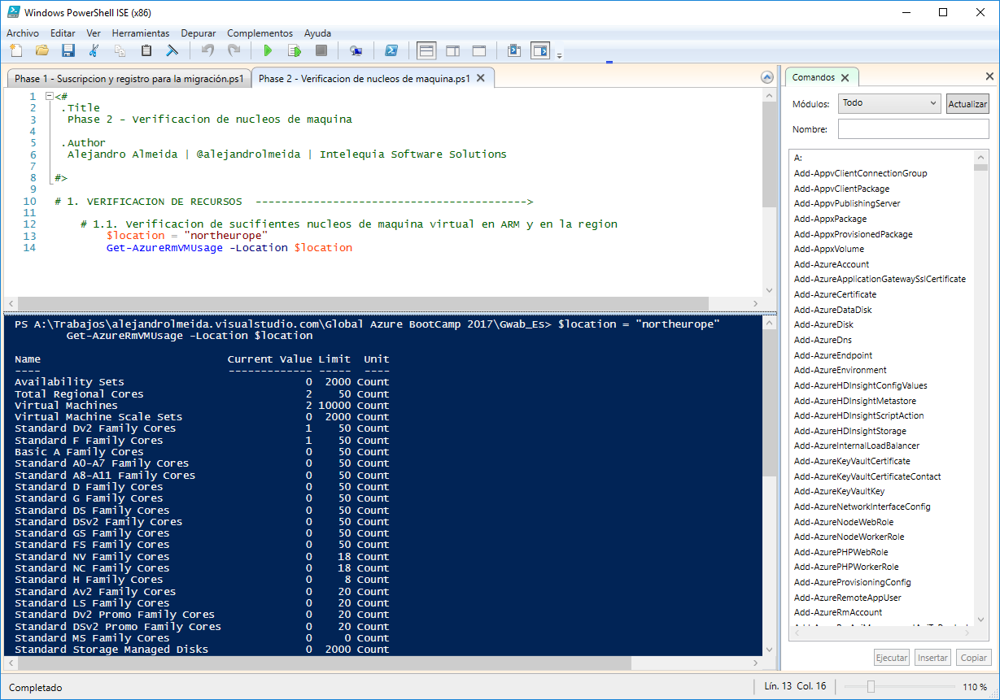 Windows PowerShell ISE (x86)
Archivo Editar Ver Herramientas Depurar Complementos Ayuda
Phase 1 - Suscripcion y registro para la migración.ps1 Phase 2 - Verificacion de nucleos de maquina.ps1
1 <#
2 .Title
3 Phase 2 - Verificacion de nucleos de maquina
4
5 .Author
6 Alejandro Almeida | @alejandrolmeida | Intelequia Software Solutions
7
8 #>
9
10 # 1. VERIFICACION DE RECURSOS ------------------------------------------>
11
12 # 1.1. Verificacion de sucifientes nucleos de maquina virtual en ARM y en la region
13 $location = "northeurope"
14 Get-AzureRmVMUsage -Location $location
PS A:\Trabajos\alejandrolmeida.visualstudio.com\Global Azure BootCamp 2017\Gwab_Es> $location = "northeurope"
Get-AzureRmVMUsage -Location $location
Name Current Value Limit Unit
---- ------------- ----- ----
Availability Sets 0 2000 Count
Total Regional Cores 2 50 Count
Virtual Machines 2 10000 Count
Virtual Machine Scale Sets 0 2000 Count
Standard Dv2 Family Cores 1 50 Count
Standard F Family Cores 1 50 Count
Basic A Family Cores 0 50 Count
Standard A0-A7 Family Cores 0 50 Count
Standard A8-A11 Family Cores 0 50 Count
Standard D Family Cores 0 50 Count
Standard G Family Cores 0 50 Count
Standard DS Family Cores 0 50 Count
Standard DSv2 Family Cores 0 50 Count
Standard GS Family Cores 0 50 Count
Standard FS Family Cores 0 50 Count
Standard NV Family Cores 0 18 Count
Standard NC Family Cores 0 18 Count
Standard H Family Cores 0 8 Count
Standard Av2 Family Cores 0 20 Count
Standard LS Family Cores 0 20 Count
Standard Dv2 Promo Family Cores 0 20 Count
Standard DSv2 Promo Family Cores 0 20 Count
Standard MS Family Cores 0 0 Count
Standard Storage Managed Disks 0 2000 Count
Comandos
Módulos: Todo Actualizar
Nombre:
A:
Add-AppvClientConnectionGroup
Add-AppvClientPackage
Add-AppvPublishingServer
Add-AppxPackage
Add-AppxProvisionedPackage
Add-AppxVolume
Add-AzureAccount
Add-AzureApplicationGatewaySslCertificate
Add-AzureCertificate
Add-AzureDataDisk
Add-AzureDisk
Add-AzureDns
Add-AzureEndpoint
Add-AzureEnvironment
Add-AzureHDInsightConfigValues
Add-AzureHDInsightMetastore
Add-AzureHDInsightScriptAction
Add-AzureHDInsightStorage
Add-AzureInternalLoadBalancer
Add-AzureKeyVaultCertificate
Add-AzureKeyVaultCertificateContact
Add-AzureKeyVaultKey
Add-AzureNetworkInterfaceConfig
Add-AzureNodeWebRole
Add-AzureNodeWorkerRole
Add-AzurePHPWebRole
Add-AzurePHPWorkerRole
Add-AzureProvisioningConfig
Add-AzureRemoteAppUser
Add-AzureRmAccount
Ejecutar Insertar Copiar
Completado Lín. 13 Col. 16 110 %